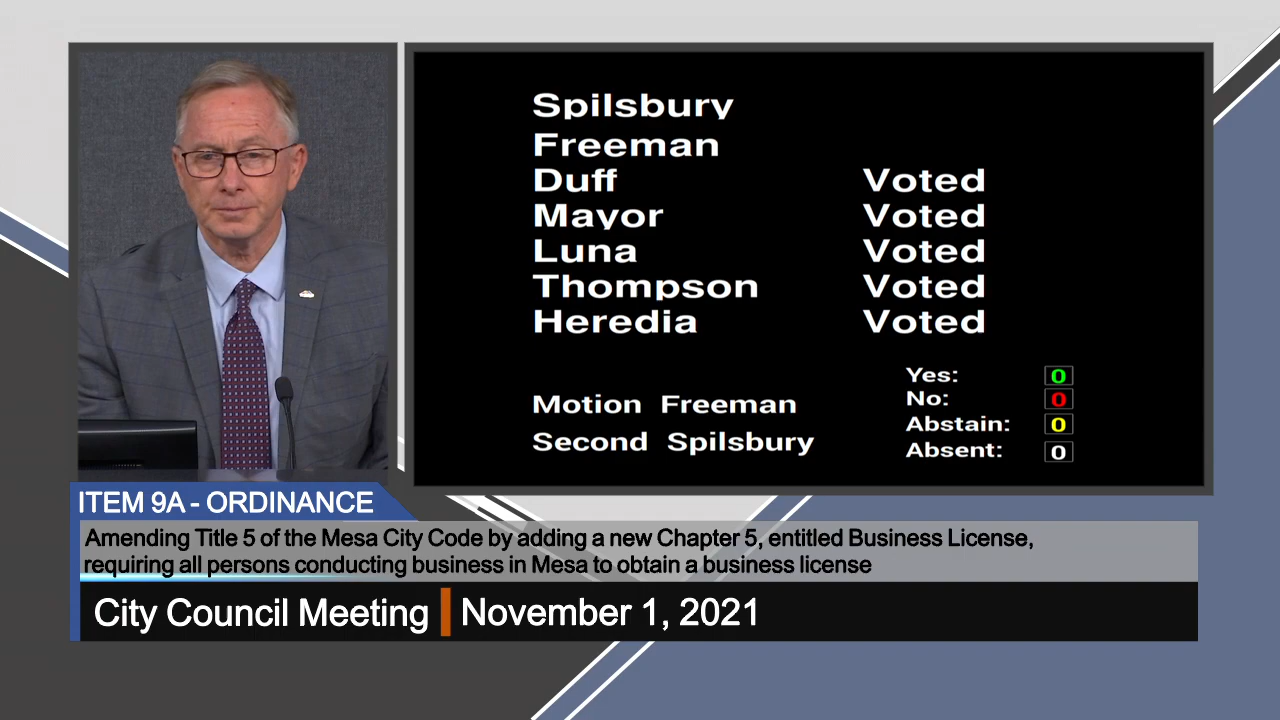 Spilsbury
Freeman
Duff Voted
Mayor Voted
Luna Voted
Thompson Voted
Heredia Voted
Yes: 0
No: 0
Motion Freeman
Abstain: 0
Second Spilsbury
Absent: 0
ITEM 9A - ORDINANCE
Amending Title 5 of the Mesa City Code by adding a new Chapter 5, entitled Business License,
requiring all persons conducting business in Mesa to obtain a business license
City Council Meeting November 1, 2021